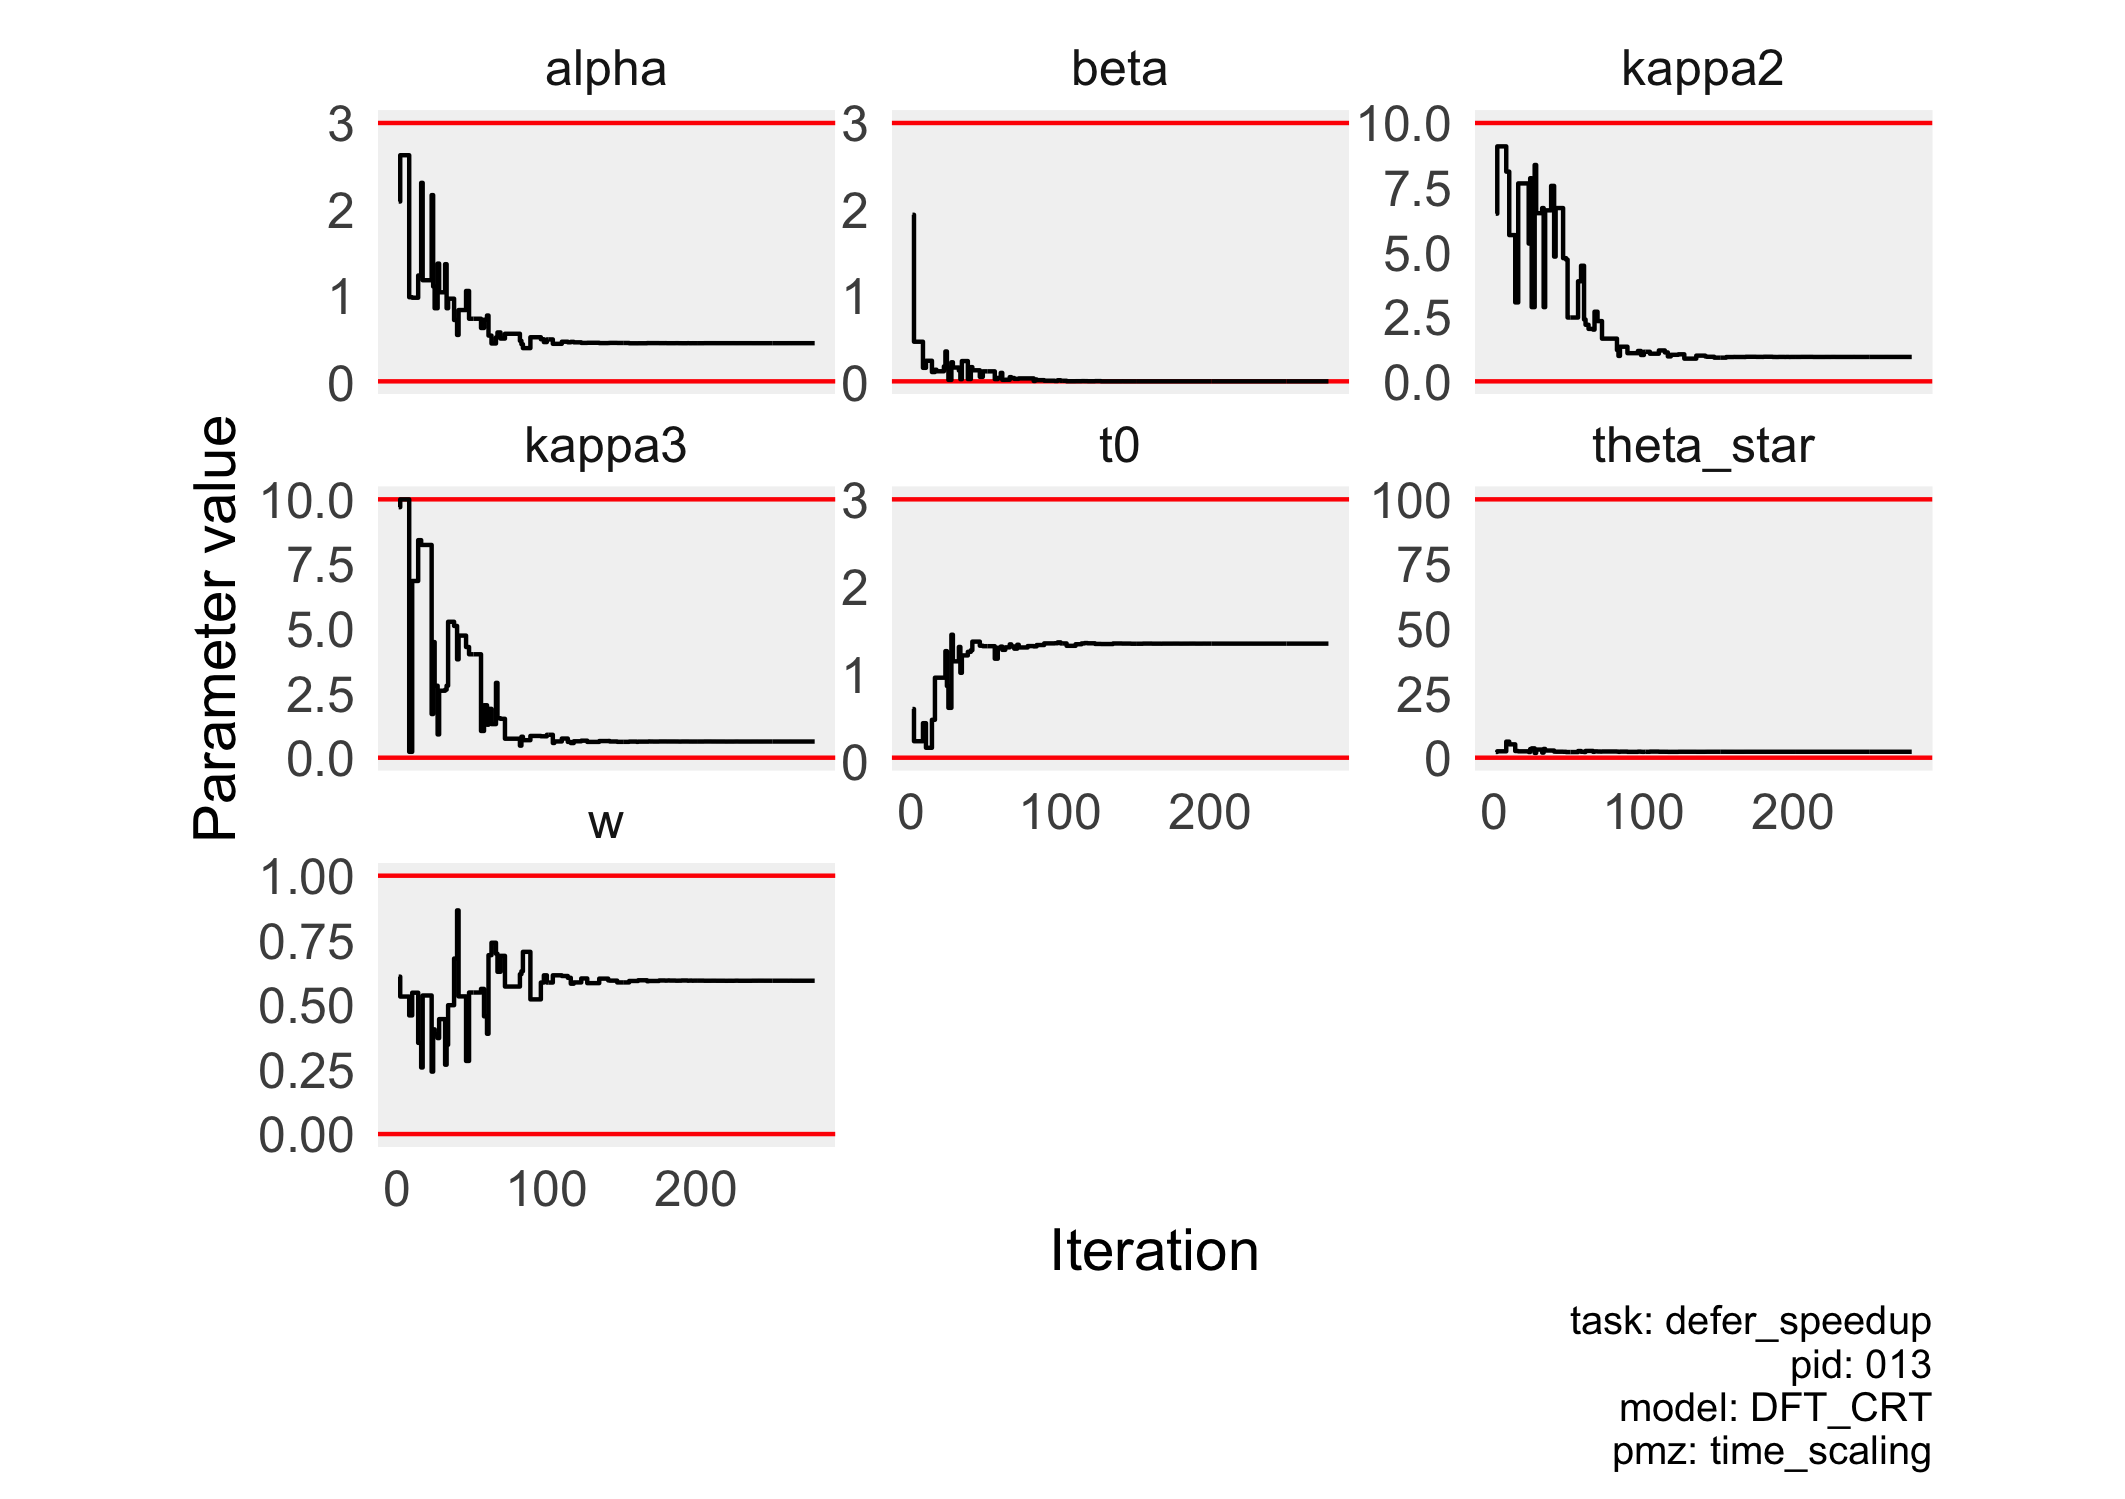 alpha
beta
kappa2
3
2
1
0
3
2
1
0
10.0
7.5
5.0
2.5
0.0
kappa3
t0
theta_star
10.0
7.5
5.0
2.5
0.0
3
2
1
0
100
75
50
25
0
0 100 200
0 100 200
w
1.00
0.75
0.50
0.25
0.00
0 100 200
Parameter value
Iteration
task: defer_speedup
pid: 013
model: DFT_CRT
pmz: time_scaling